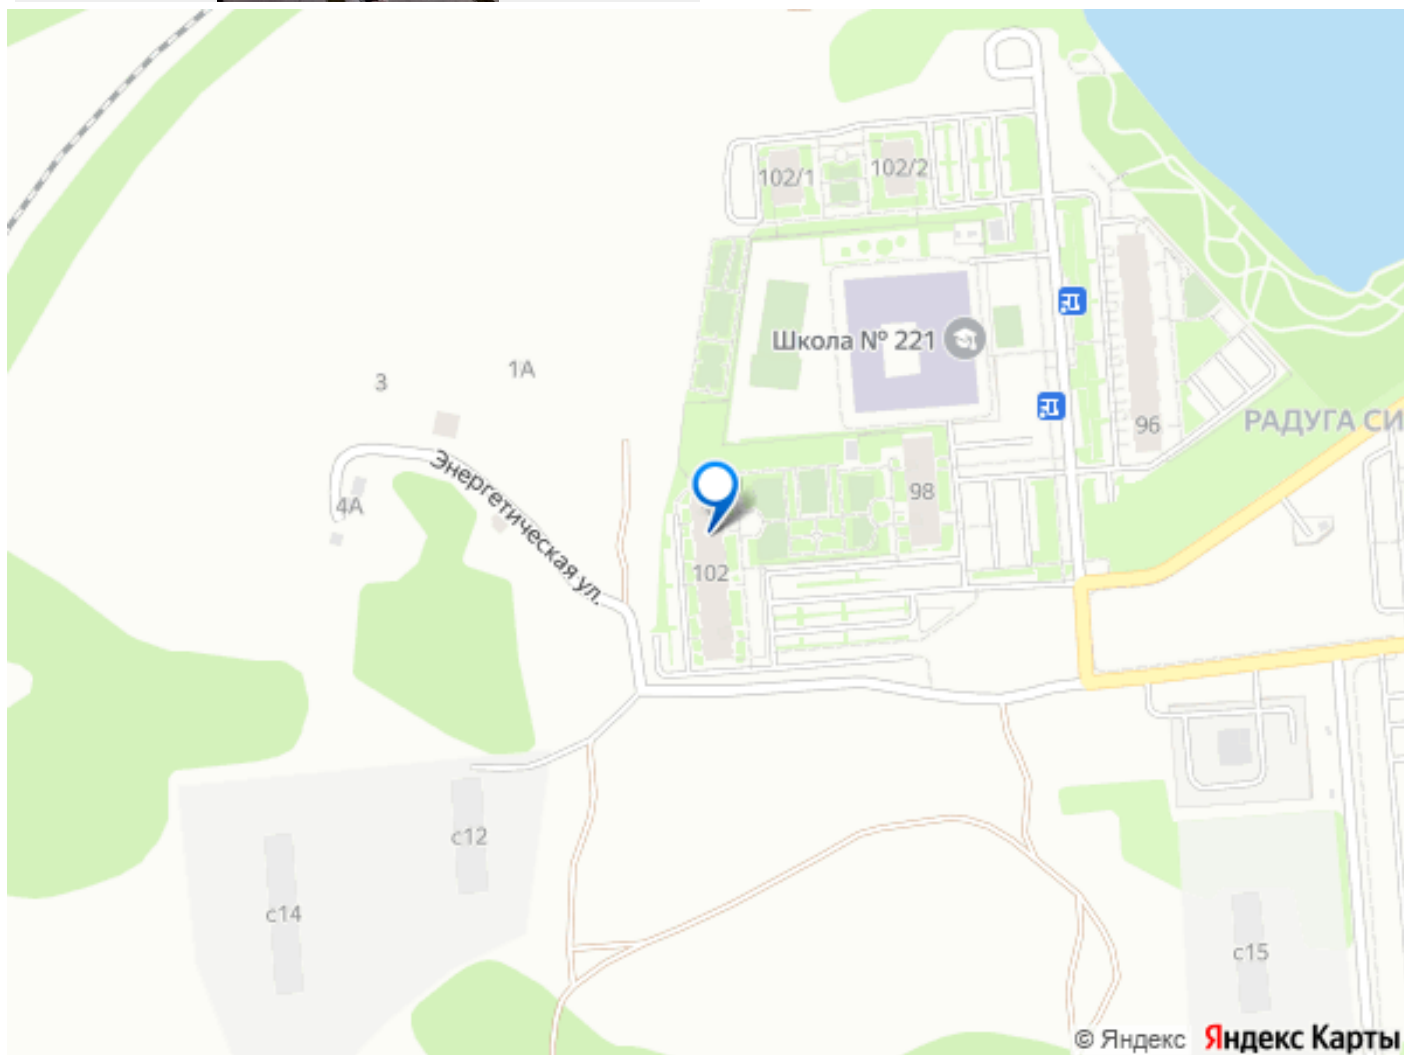 102/1
102/2
Школа № 221
3
1А
96
РАДУГА СИ
Энергетическая ул.
98
4А
102
с12
с14
с15
© Яндекс Яндекс Карты